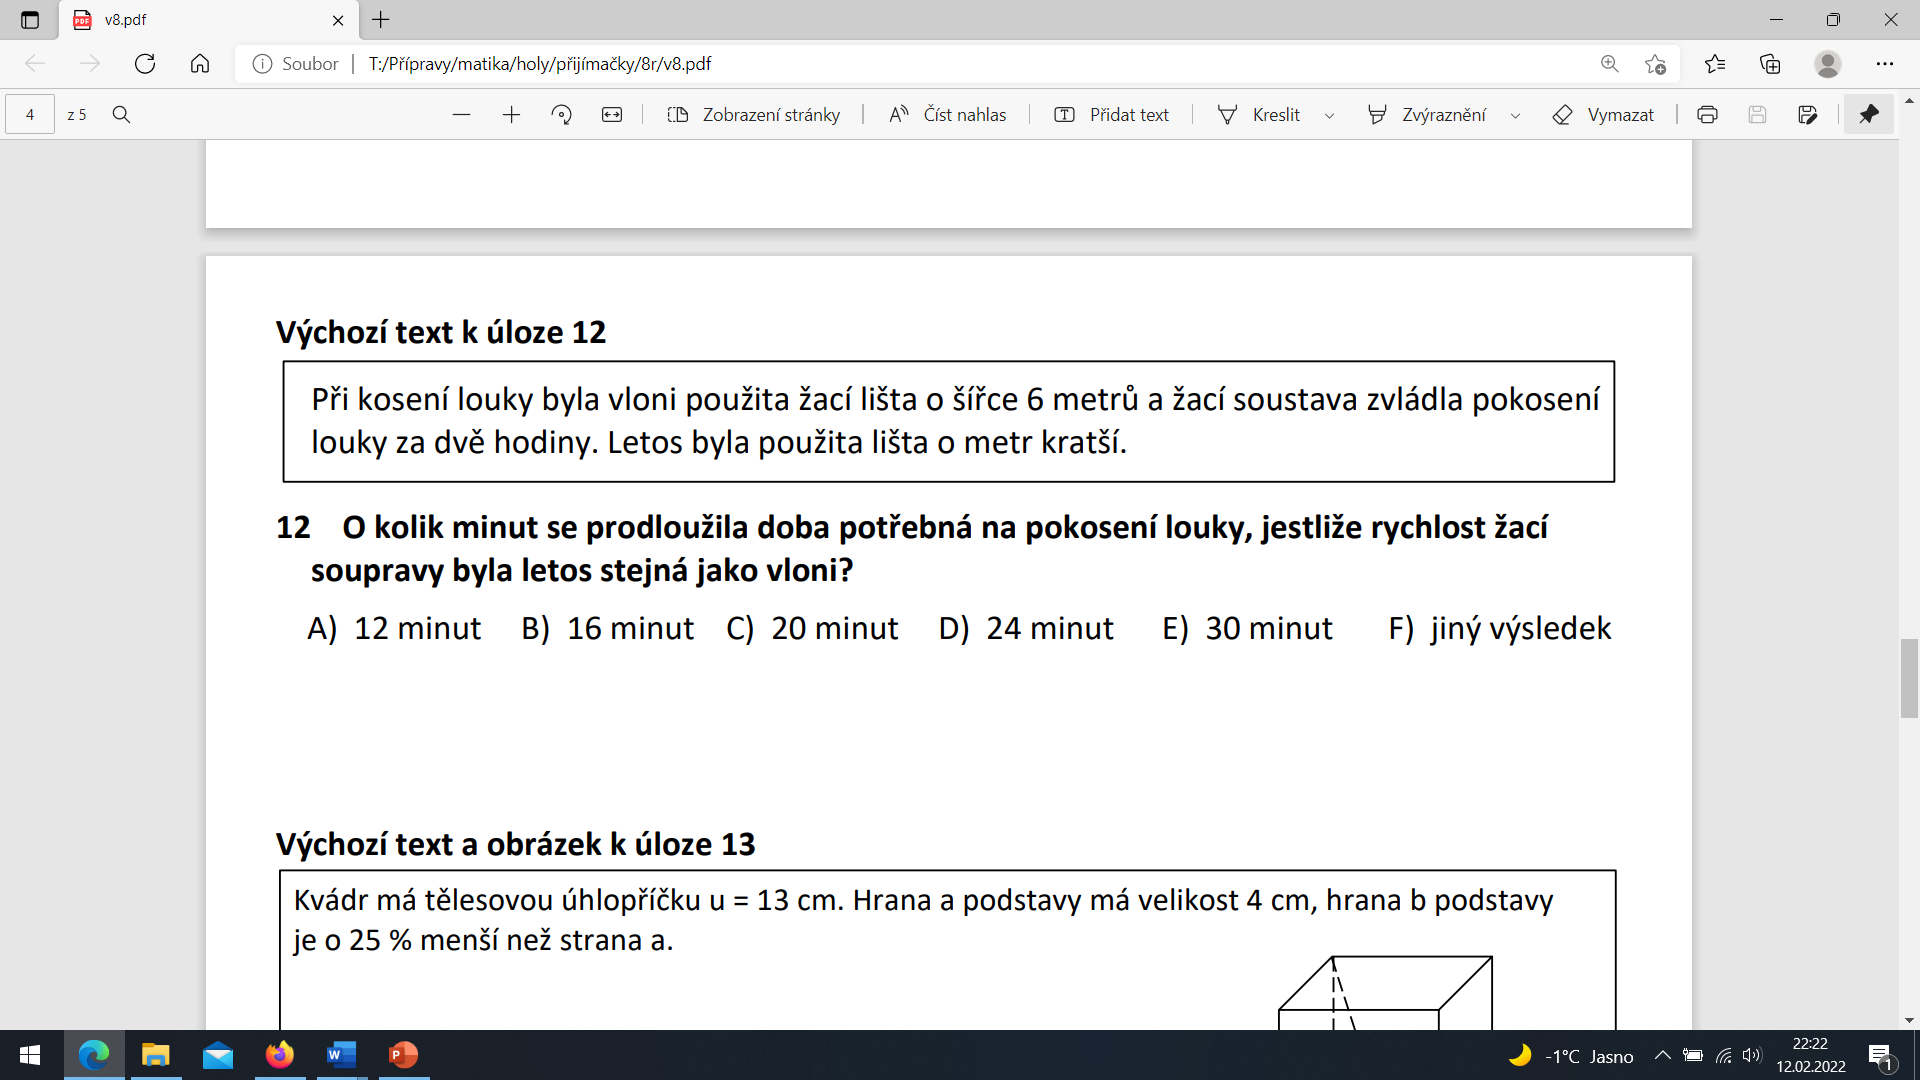 v8.pdf
Soubor | T:/Přípravy/matika/holy/přijímačky/8r/v8.pdf
4 z 5 Zobrazení stránky Číst nahlas Přidat text Kreslit Zvýraznění Vymazat
Výchozí text k úloze 12
Při kosení louky byla vloni použita žací lišta o šířce 6 metrů a žací soustava zvládla pokosení
louky za dvě hodiny. Letos byla použita lišta o metr kratší.
12 O kolik minut se prodloužila doba potřebná na pokosení louky, jestliže rychlost žací
soupravy byla letos stejná jako vloni?
A) 12 minut B) 16 minut C) 20 minut D) 24 minut E) 30 minut F) jiný výsledek
Výchozí text a obrázek k úloze 13
Kvádr má tělesovou úhlopříčku u = 13 cm. Hrana a podstavy má velikost 4 cm, hrana b podstavy
je o 25 % menší než strana a.
-1°C Jasno
22:22
12.02.2022
1